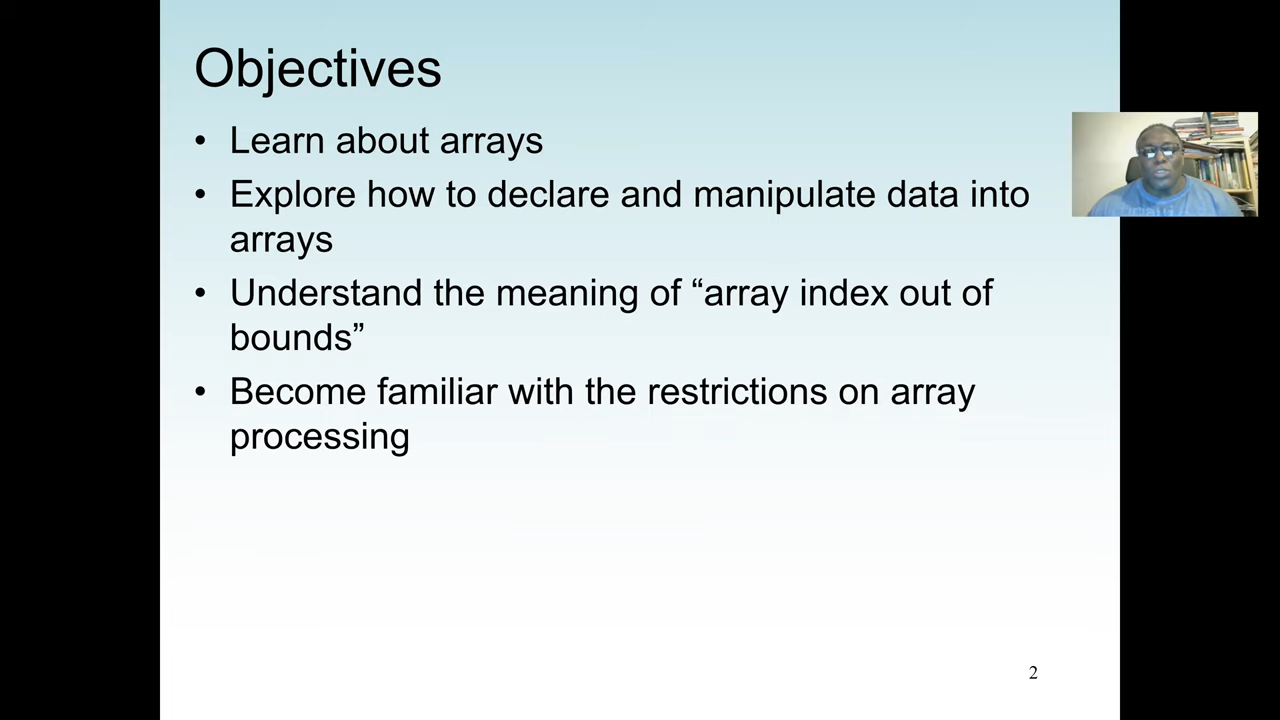 Objectives
• Learn about arrays
• Explore how to declare and manipulate data into
arrays
• Understand the meaning of “array index out of
bounds”
• Become familiar with the restrictions on array
processing
2